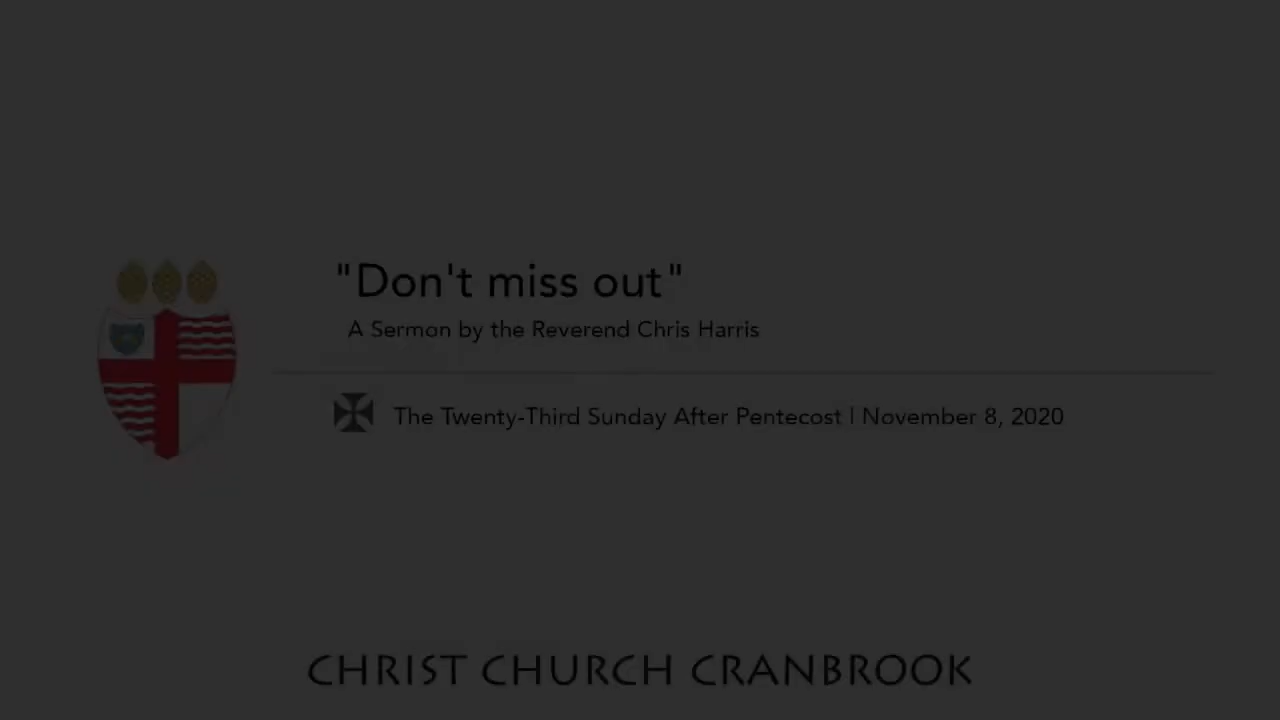 "Don't miss out"
A Sermon by the Reverend Chris Harris
The Twenty-Third Sunday After Pentecost | November 8, 2020
CHRIST CHURCH CRANBROOK